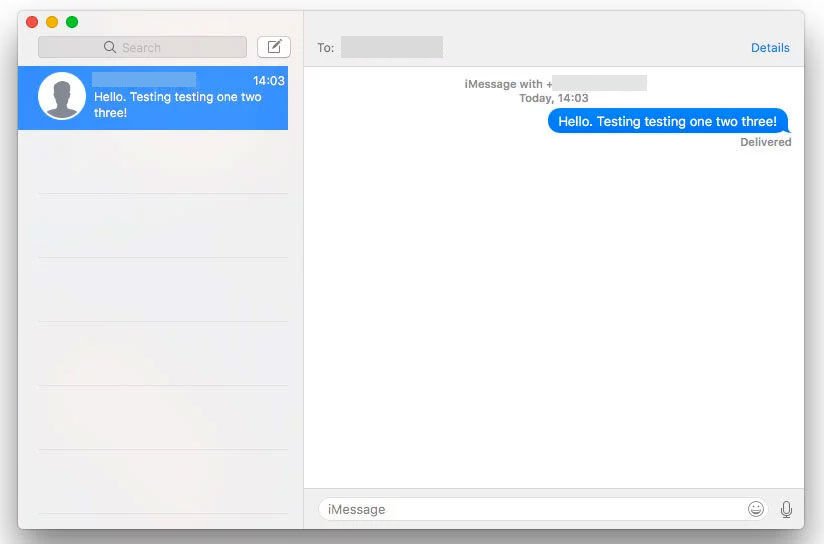 Search
14:03
Hello. Testing testing one two
three!
To:
Details
iMessage with +
Today, 14:03
Hello. Testing testing one two three!
Delivered
iMessage